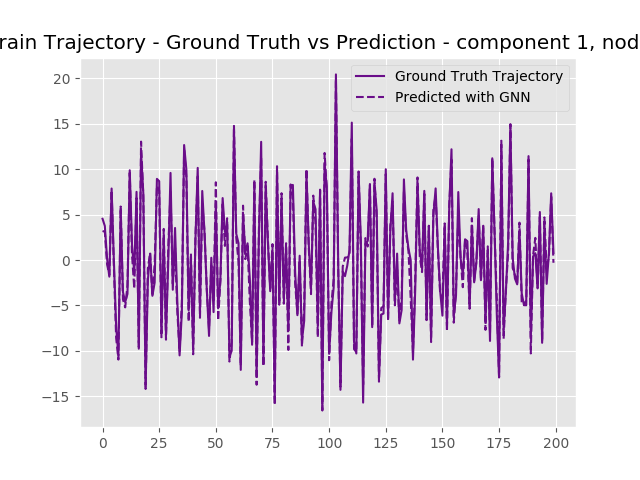 rain Trajectory - Ground Truth vs Prediction - component 1, nod
Ground Truth Trajectory
Predicted with GNN
20
15
10
5
0
−5
−10
−15
0 25 50 75 100 125 150 175 200